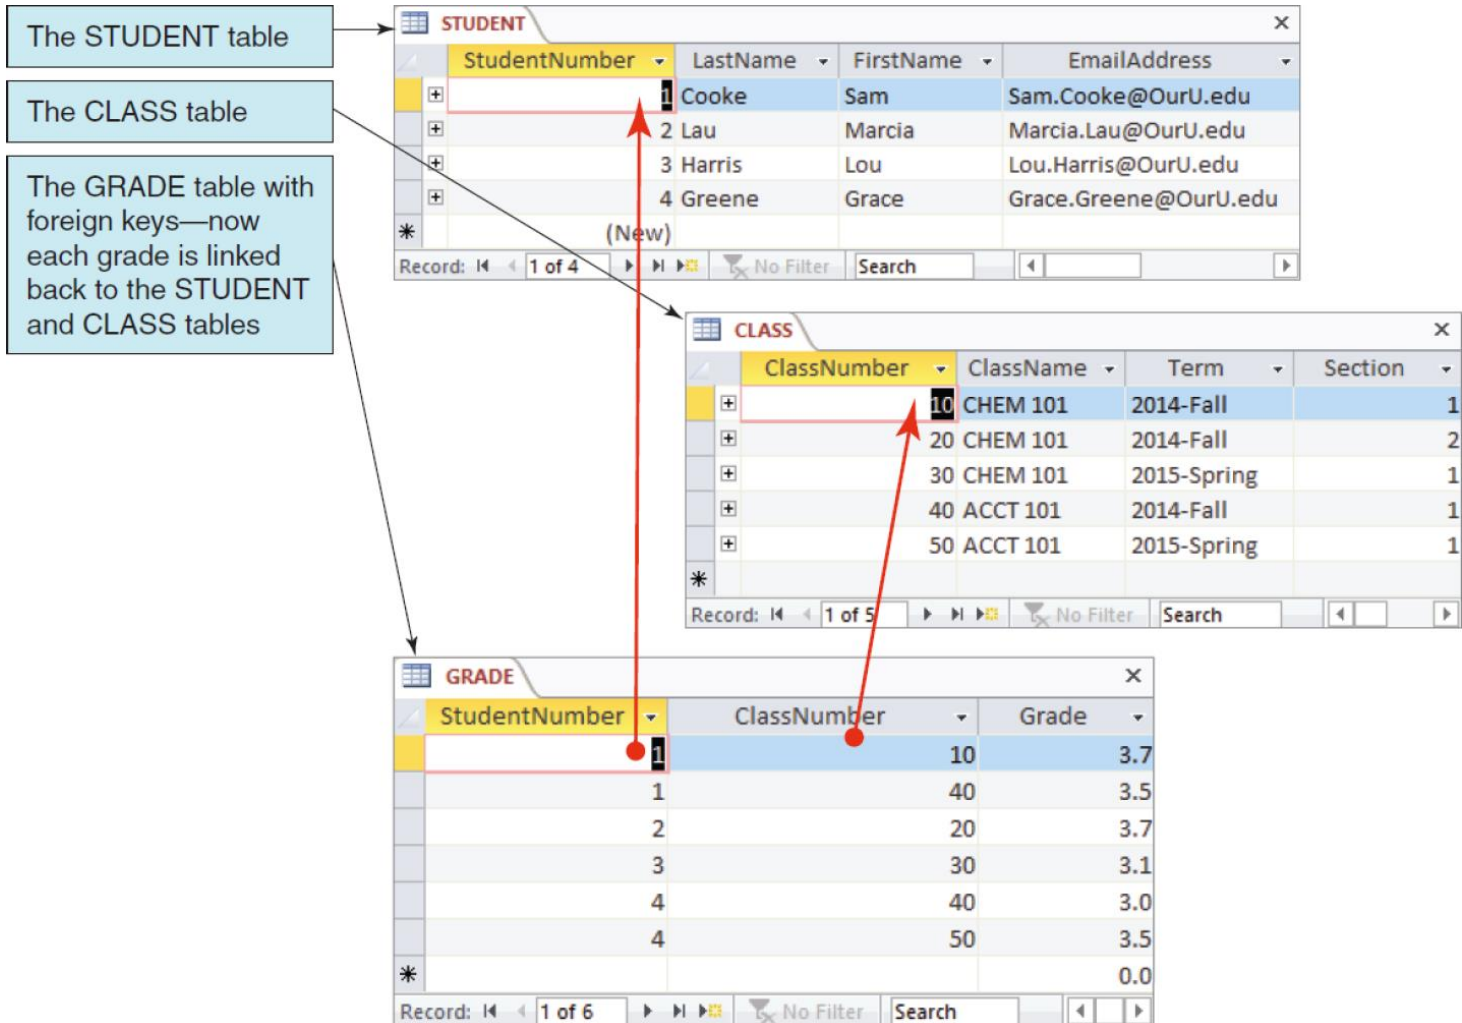 The STUDENT table
The CLASS table
The GRADE table with
foreign keys—now
each grade is linked
back to the STUDENT
and CLASS tables
STUDENT
StudentNumber LastName FirstName EmailAddress
1 Cooke Sam Sam.Cooke@OurU.edu
2 Lau Marcia Marcia.Lau@OurU.edu
3 Harris Lou Lou.Harris@OurU.edu
4 Greene Grace Grace.Greene@OurU.edu
(New)
Record: 1 of 4 No Filter Search
CLASS
ClassNumber ClassName Term Section
10 CHEM 101 2014-Fall 1
20 CHEM 101 2014-Fall 2
30 CHEM 101 2015-Spring 1
40 ACCT 101 2014-Fall 1
50 ACCT 101 2015-Spring 1
Record: 1 of 5 No Filter Search
GRADE
StudentNumber ClassNumber Grade
1 10 3.7
1 40 3.5
2 20 3.7
3 30 3.1
4 40 3.0
4 50 3.5
0.0
Record: 1 of 6 No Filter Search